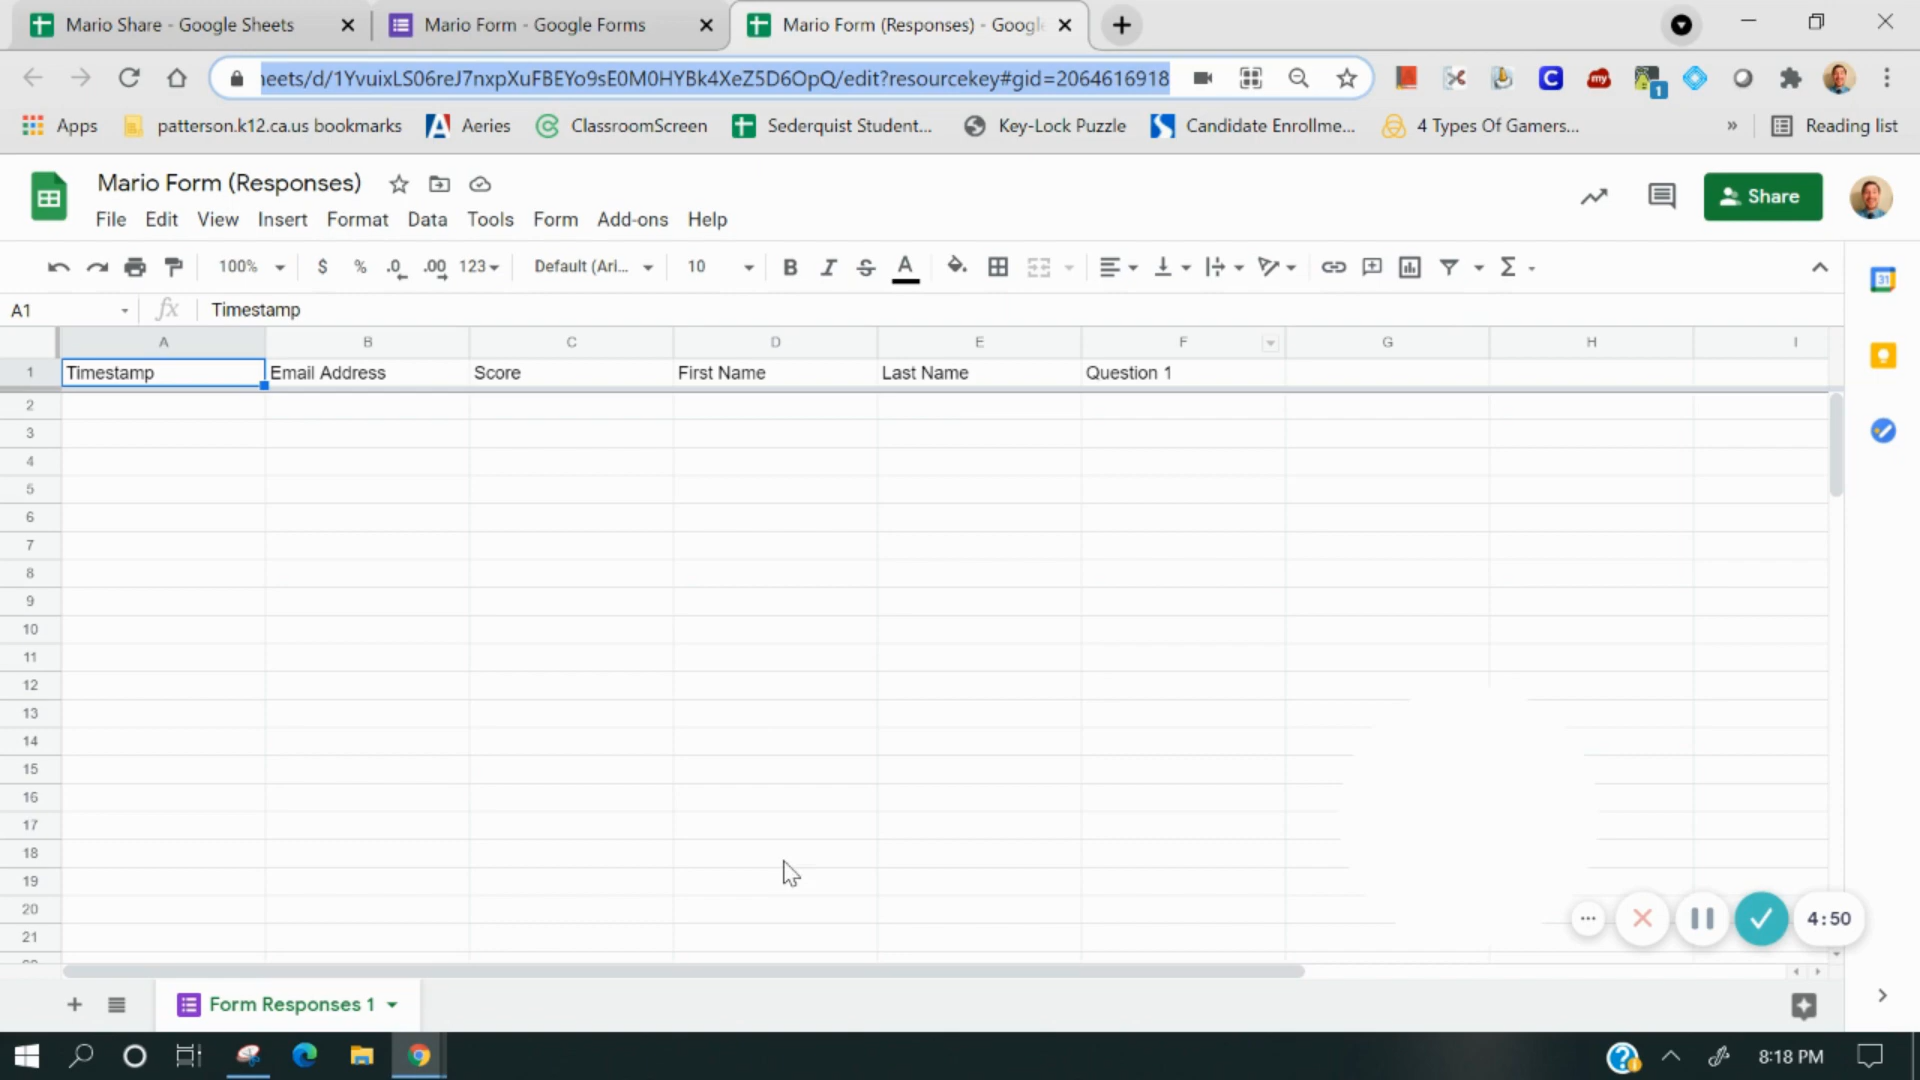 Mario Share - Google Sheets
Mario Form - Google Forms
Mario Form (Responses) - Googl
eets/d/1YvuixLS06reJ7nxpXuFBEYo9sE0M0HYBk4XeZ5D6OpQ/edit?resourcekey#gid=2064616918
my
1
Apps
patterson.k12.ca.us bookmarks
Aeries
ClassroomScreen
Sederquist Student...
Key-Lock Puzzle
Candidate Enrollme...
4 Types Of Gamers...
»
Reading list
Mario Form (Responses)
File Edit View Insert Format Data Tools Form Add-ons Help
Share
100% $ % .0 .00 123 Default (Ari... 10 B I S A Σ
31
A1 fx Timestamp
A B C D E F G H I
1 Timestamp Email Address Score First Name Last Name Question 1
2
3
4
5
6
7
8
9
10
11
12
13
14
15
16
17
18
19
20
21
4:50
Form Responses 1
8:18 PM